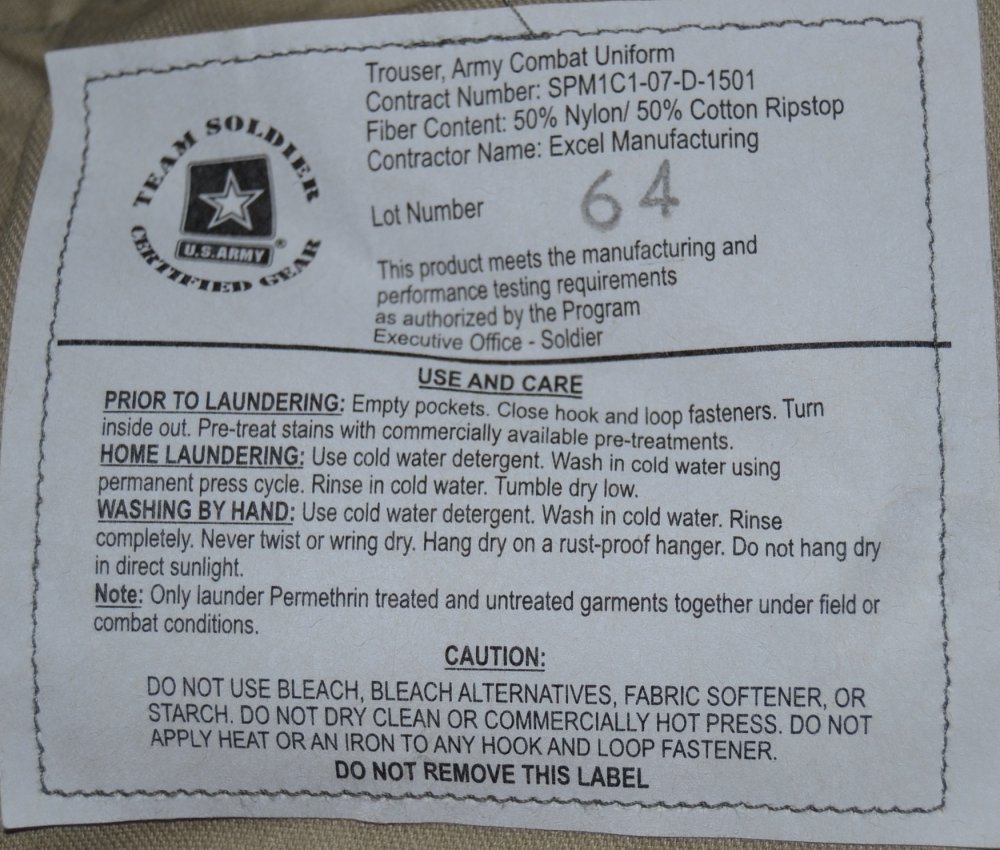 TEAM SOLDIER
U.S. ARMY ®
CERTIFIED GEAR
Trouser, Army Combat Uniform
Contract Number: SPM1C1-07-D-1501
Fiber Content: 50% Nylon/ 50% Cotton Ripstop
Contractor Name: Excel Manufacturing
Lot Number 64
This product meets the manufacturing and
performance testing requirements
as authorized by the Program
Executive Office - Soldier
USE AND CARE
PRIOR TO LAUNDERING: Empty pockets. Close hook and loop fasteners. Turn
inside out. Pre-treat stains with commercially available pre-treatments.
HOME LAUNDERING: Use cold water detergent. Wash in cold water using
permanent press cycle. Rinse in cold water. Tumble dry low.
WASHING BY HAND: Use cold water detergent. Wash in cold water. Rinse
completely. Never twist or wring dry. Hang dry on a rust-proof hanger. Do not hang dry
in direct sunlight.
Note: Only launder Permethrin treated and untreated garments together under field or
combat conditions.
CAUTION:
DO NOT USE BLEACH, BLEACH ALTERNATIVES, FABRIC SOFTENER, OR
STARCH. DO NOT DRY CLEAN OR COMMERCIALLY HOT PRESS. DO NOT
APPLY HEAT OR AN IRON TO ANY HOOK AND LOOP FASTENER.
DO NOT REMOVE THIS LABEL